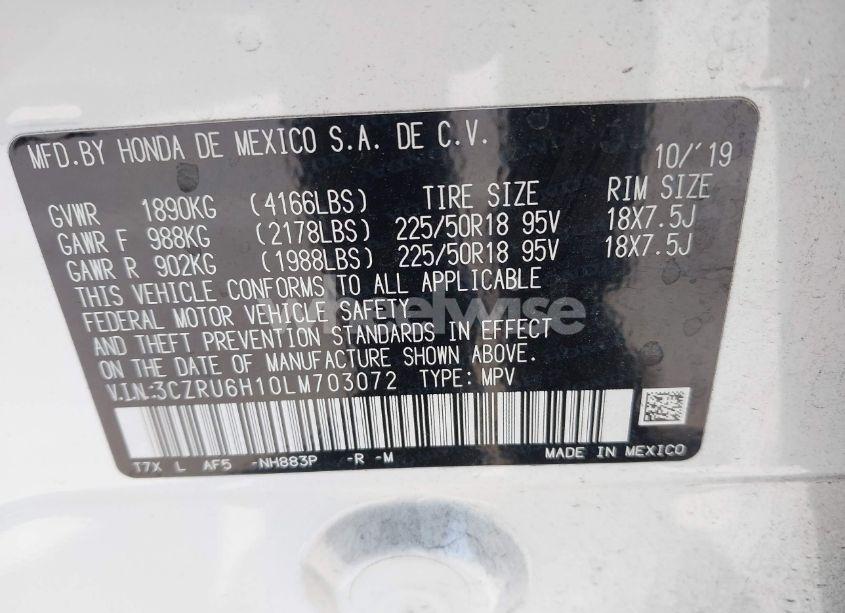 MFD.BY HONDA DE MEXICO S.A. DE C.V. 10/'19
GVWR 1890KG (4166LBS) TIRE SIZE RIM SIZE
GAWR F 988KG (2178LBS) 225/50R18 95V 18X7.5J
GAWR R 902KG (1988LBS) 225/50R18 95V 18X7.5J
THIS VEHICLE CONFORMS TO ALL APPLICABLE
FEDERAL MOTOR VEHICLE SAFETY
AND THEFT PREVENTION STANDARDS IN EFFECT
ON THE DATE OF MANUFACTURE SHOWN ABOVE.
V.I.N:3CZRU6H10LM703072 TYPE: MPV
T7X L AF5 -NH883P -R -M MADE IN MEXICO